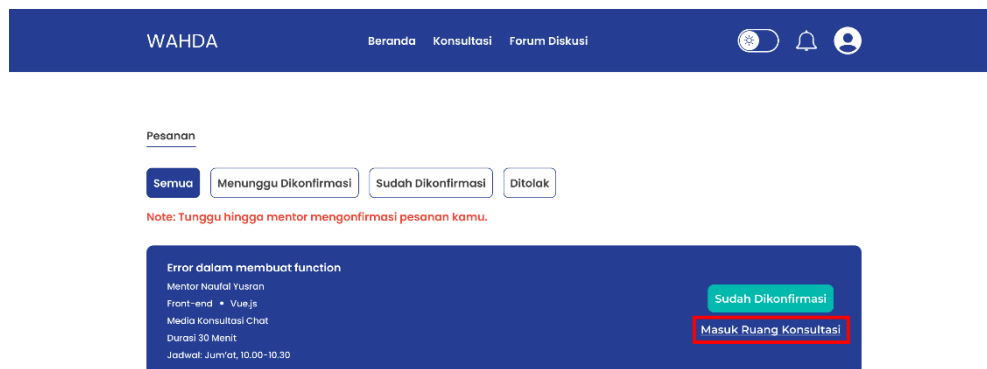 WAHDA
Beranda Konsultasi Forum Diskusi
Pesanan
Semua Menunggu Dikonfirmasi Sudah Dikonfirmasi Ditolak
Note: Tunggu hingga mentor mengonfirmasi pesanan kamu.
Error dalam membuat function
Mentor Naufal Yusran
Front-end • Vue.js
Media Konsultasi Chat
Durasi 30 Menit
Jadwal: Jum'at, 10.00-10.30
Sudah Dikonfirmasi
Masuk Ruang Konsultasi